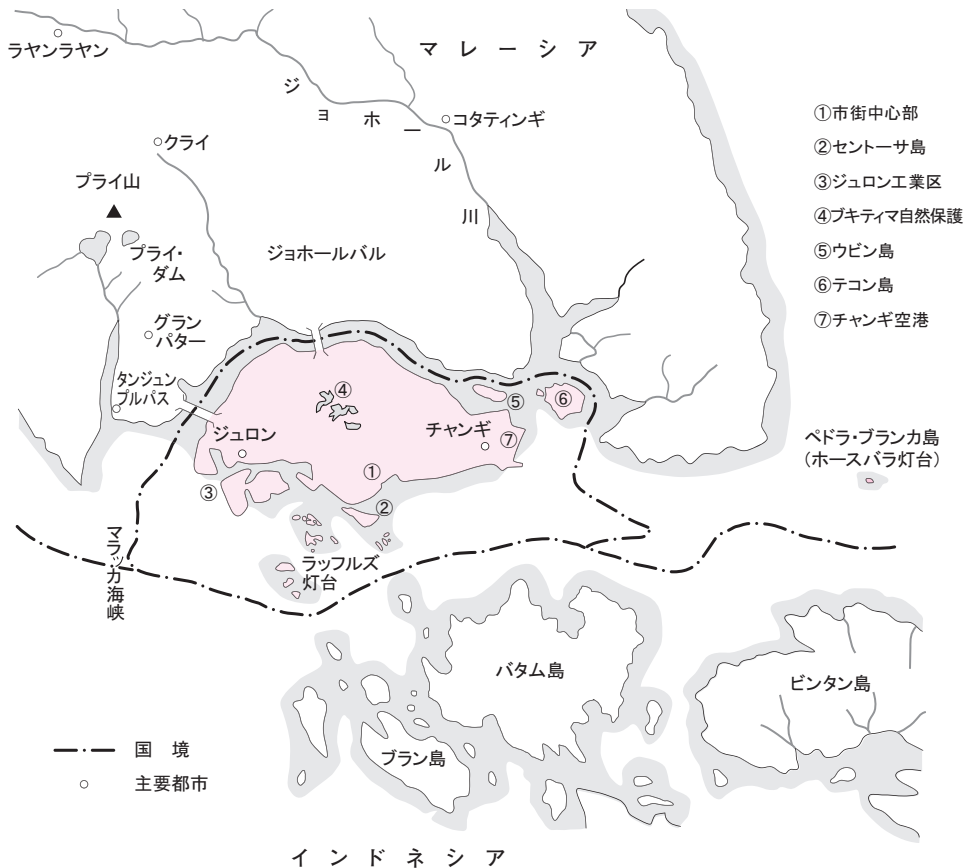 ラヤンラヤン
マレーシア
ジョホール川
コタティンギ
クライ
プライ山
プライ・
ダム
ジョホールバル
グラン
パター
タンジュン
プルパス
①市街中心部
②セントーサ島
③ジュロン工業区
④ブキティマ自然保護
⑤ウビン島
⑥テコン島
⑦チャンギ空港
④
⑤
⑥
ジュロン
チャンギ
⑦
①
③
②
ペドラ・ブランカ島
(ホースバラ灯台)
マラッカ海峡
ラッフルズ
灯台
バタム島
ビンタン島
ブラン島
国境
主要都市
インドネシア